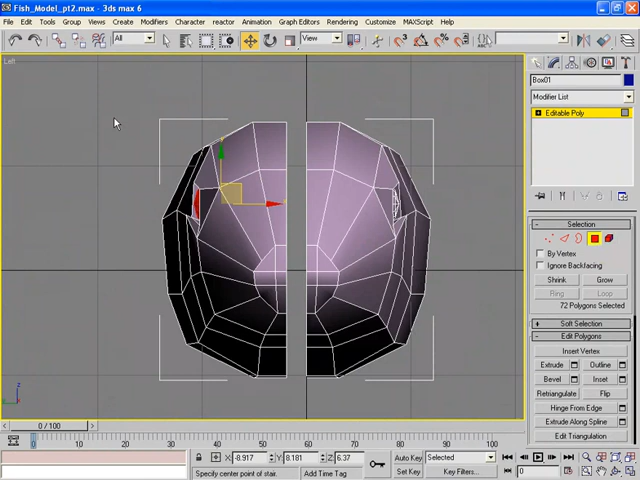 Fish_Model_pt2.max - 3ds max 6
File Edit Tools Group Views Create Modifiers Character reactor Animation Graph Editors Rendering Customize MAXScript Help
All View
Left
Box01
Modifier List
Editable Poly
Selection
By Vertex
Ignore Backfacing
Shrink Grow
Ring Loop
72 Polygons Selected
Soft Selection
Edit Polygons
Insert Vertex
Extrude Outline
Bevel Inset
Retriangulate Flip
Hinge From Edge
Extrude Along Spline
Edit Triangulation
0 / 100
0 10 20 30 40 50 60 70 80 90 100
X: -8.917 Y: 8.181 Z: 6.37
Auto Key Selected
Specify center point of stair. Add Time Tag
Set Key Key Filters... 0